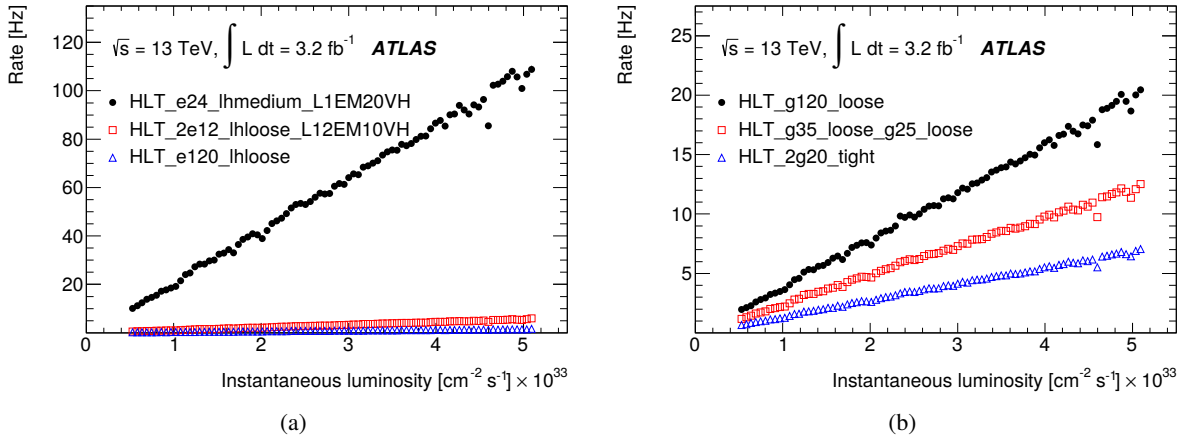 Rate [Hz]
120
100
80
60
40
20
√s = 13 TeV, ∫ L dt = 3.2 fb⁻¹ ATLAS
HLT_e24_lhmedium_L1EM20VH
HLT_2e12_lhloose_L12EM10VH
HLT_e120_lhloose
0 1 2 3 4 5
Instantaneous luminosity [cm⁻² s⁻¹] × 10³³
(a)
Rate [Hz]
25
20
15
10
5
√s = 13 TeV, ∫ L dt = 3.2 fb⁻¹ ATLAS
HLT_g120_loose
HLT_g35_loose_g25_loose
HLT_2g20_tight
0 1 2 3 4 5
Instantaneous luminosity [cm⁻² s⁻¹] × 10³³
(b)